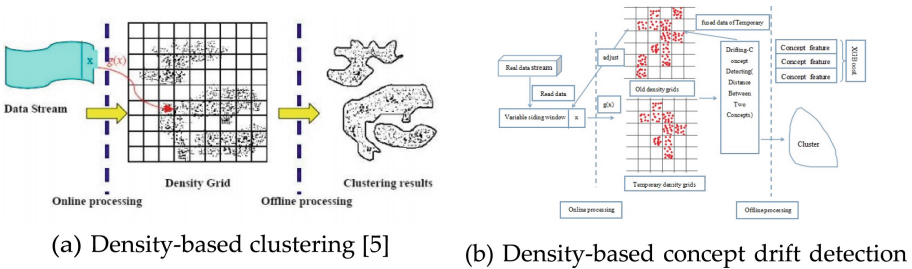 x
g(x)
Data Stream
Density Grid
Clustering results
Online processing
Offline processing
(a) Density-based clustering [5]
fused data of Temporary
adjust
Real data stream
Read data
Variable siding window
x
g(x)
Old density grids
Temporary density grids
Drifting-C
oncept
Detecting(
Distance
Between
Two
Concepts)
Concept feature
Concept feature
Concept feature
XGBoost
Cluster
Online processing
Offline processing
(b) Density-based concept drift detection